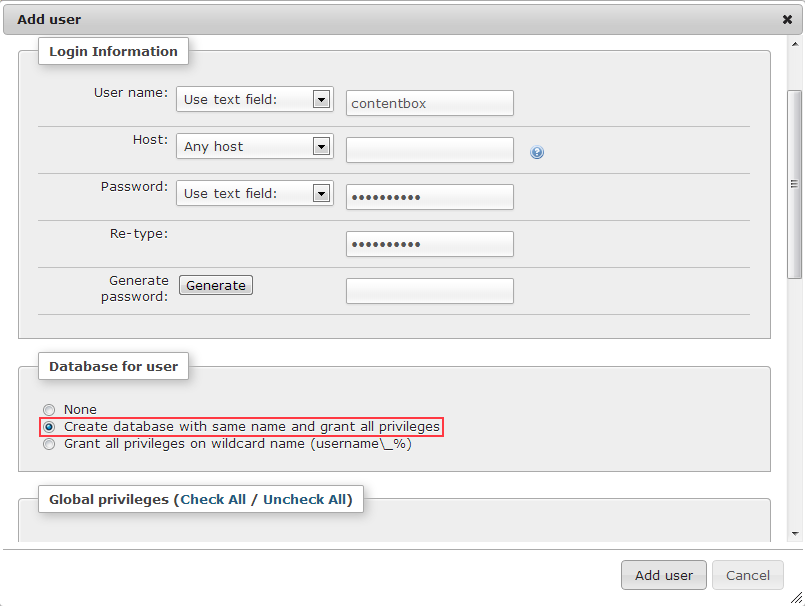 Add user
Login Information
User name: Use text field: contentbox
Host: Any host
Password: Use text field: ••••••••••
Re-type: ••••••••••
Generate
password: Generate
Database for user
None
Create database with same name and grant all privileges
Grant all privileges on wildcard name (username\_%)
Global privileges (Check All / Uncheck All)
Add user Cancel